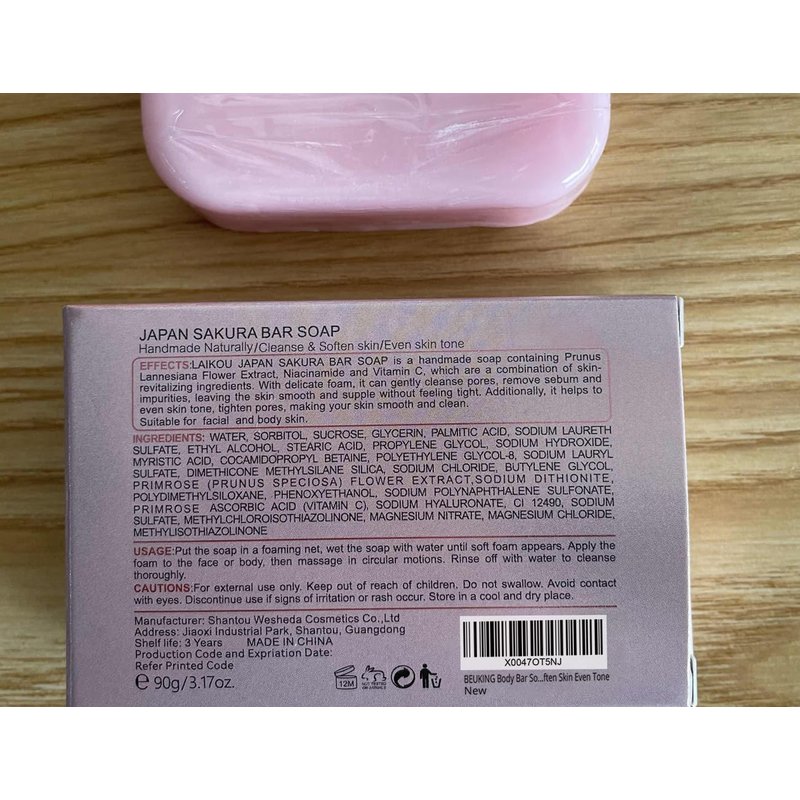 JAPAN SAKURA BAR SOAP
Handmade Naturally/Cleanse & Soften skin/Even skin tone
EFFECTS:LAIKOU JAPAN SAKURA BAR SOAP is a handmade soap containing Prunus
Lannesiana Flower Extract, Niacinamide and Vitamin C, which are a combination of skin-
revitalizing ingredients. With delicate foam, it can gently cleanse pores, remove sebum and
impurities, leaving the skin smooth and supple without feeling tight. Additionally, it helps to
even skin tone, tighten pores, making your skin smooth and clean.
Suitable for facial and body skin.
INGREDIENTS: WATER, SORBITOL, SUCROSE, GLYCERIN, PALMITIC ACID, SODIUM LAURETH
SULFATE, ETHYL ALCOHOL, STEARIC ACID, PROPYLENE GLYCOL, SODIUM HYDROXIDE,
MYRISTIC ACID, COCAMIDOPROPYL BETAINE, POLYETHYLENE GLYCOL-8, SODIUM LAURYL
SULFATE, DIMETHICONE METHYLSILANE SILICA, SODIUM CHLORIDE, BUTYLENE GLYCOL,
PRIMROSE (PRUNUS SPECIOSA) FLOWER EXTRACT,SODIUM DITHIONITE,
POLYDIMETHYLSILOXANE, PHENOXYETHANOL, SODIUM POLYNAPHTHALENE SULFONATE,
PRIMROSE ASCORBIC ACID (VITAMIN C), SODIUM HYALURONATE, CI 12490, SODIUM
SULFATE, METHYLCHLOROISOTHIAZOLINONE, MAGNESIUM NITRATE, MAGNESIUM CHLORIDE,
METHYLISOTHIAZOLINONE
USAGE:Put the soap in a foaming net, wet the soap with water until soft foam appears. Apply the
foam to the face or body, then massage in circular motions. Rinse off with water to cleanse
thoroughly.
CAUTIONS:For external use only. Keep out of reach of children. Do not swallow. Avoid contact
with eyes. Discontinue use if signs of irritation or rash occur. Store in a cool and dry place.
Manufacturer: Shantou Wesheda Cosmetics Co.,Ltd
Address: Jiaoxi Industrial Park, Shantou, Guangdong
Shelf life: 3 Years MADE IN CHINA
Production Code and Expriation Date:
Refer Printed Code
℮ 90g/3.17oz.
12M
NOT TESTED
ON ANIMALS
X0047OT5NJ
BEUKING Body Bar So...ften Skin Even Tone
New